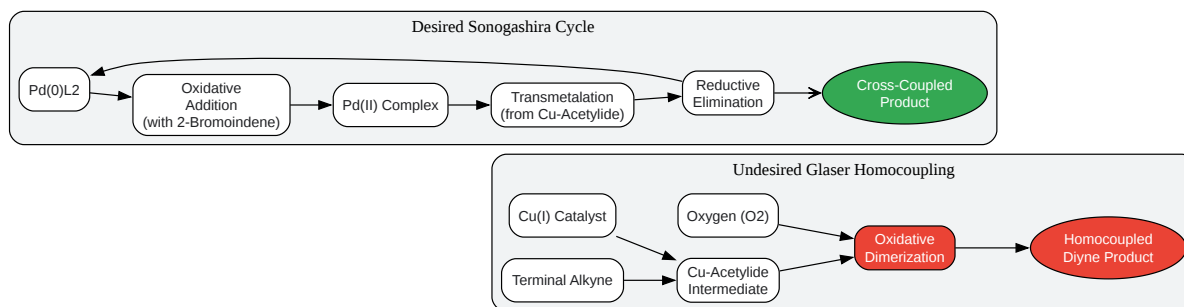 Desired Sonogashira Cycle
Pd(0)L2
Oxidative
Addition
(with 2-Bromoindene)
Pd(II) Complex
Transmetalation
(from Cu-Acetylide)
Reductive
Elimination
Cross-Coupled
Product
Undesired Glaser Homocoupling
Cu(I) Catalyst
Oxygen (O2)
Terminal Alkyne
Cu-Acetylide
Intermediate
Oxidative
Dimerization
Homocoupled
Diyne Product